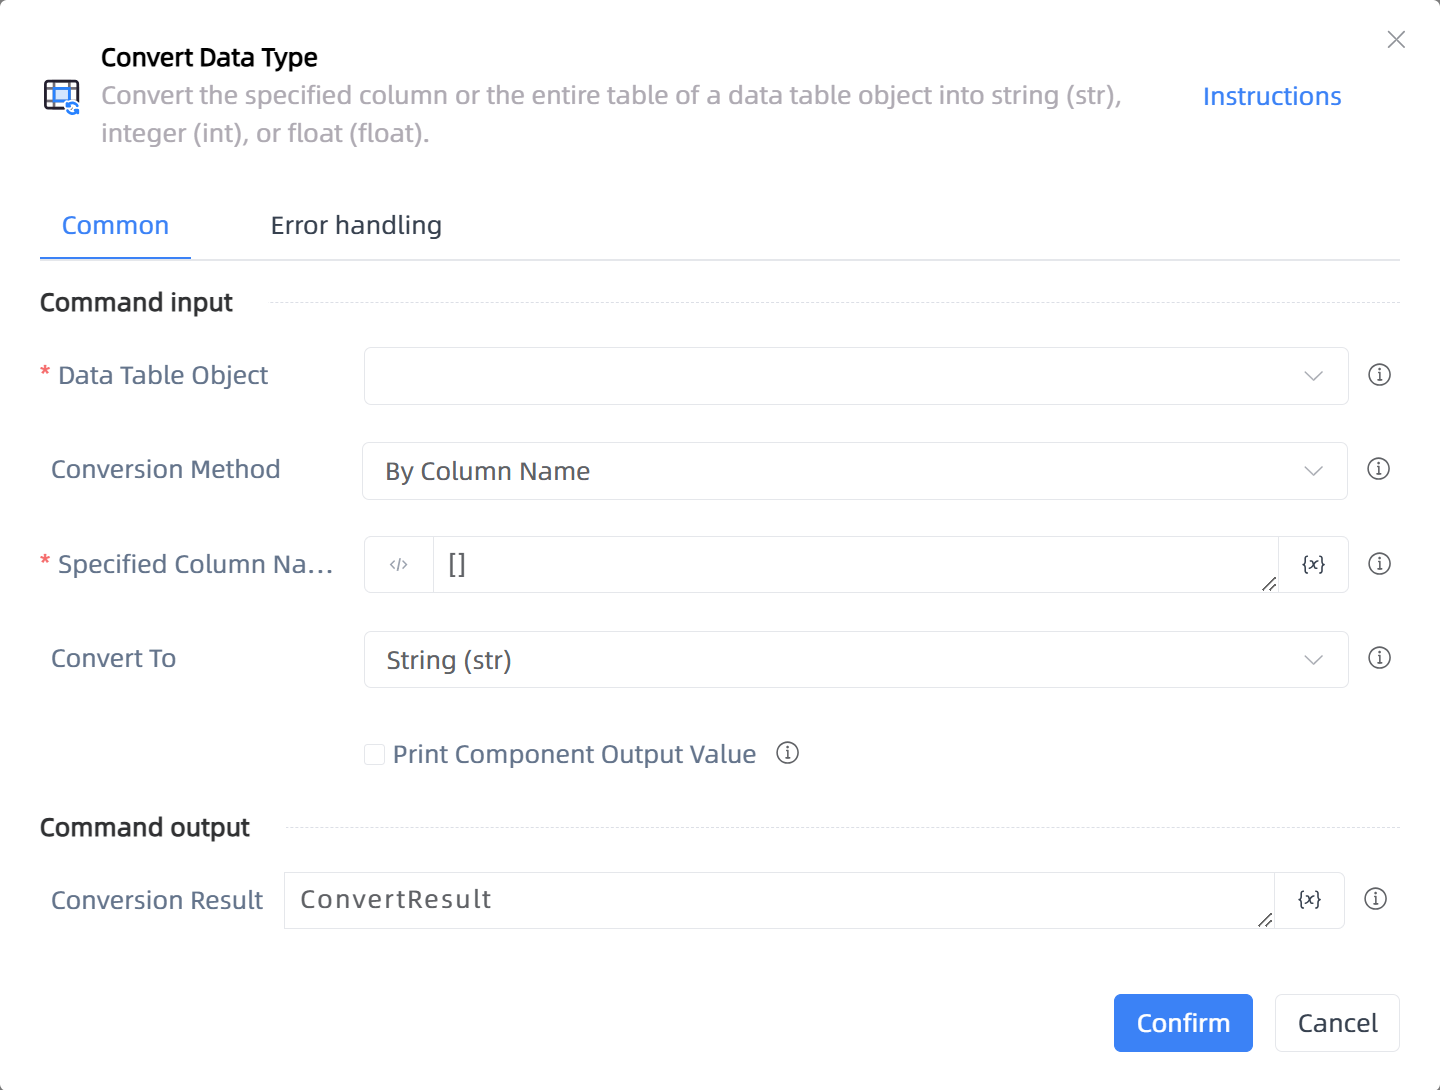 Convert Data Type
Convert the specified column or the entire table of a data table object into string (str),
integer (int), or float (float).
Instructions
Common
Error handling
Command input
* Data Table Object
Conversion Method
By Column Name
* Specified Column Na...
</>
[]
{x}
Convert To
String (str)
Print Component Output Value
Command output
Conversion Result
ConvertResult
{x}
Confirm
Cancel